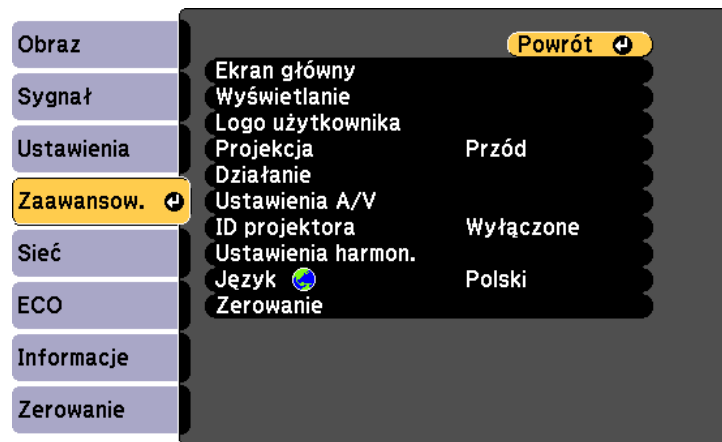 Obraz
Sygnał
Ustawienia
Zaawansow.
Sieć
ECO
Informacje
Zerowanie
Powrót
Ekran główny
Wyświetlanie
Logo użytkownika
Projekcja Przód
Działanie
Ustawienia A/V
ID projektora Wyłączone
Ustawienia harmon.
Język Polski
Zerowanie